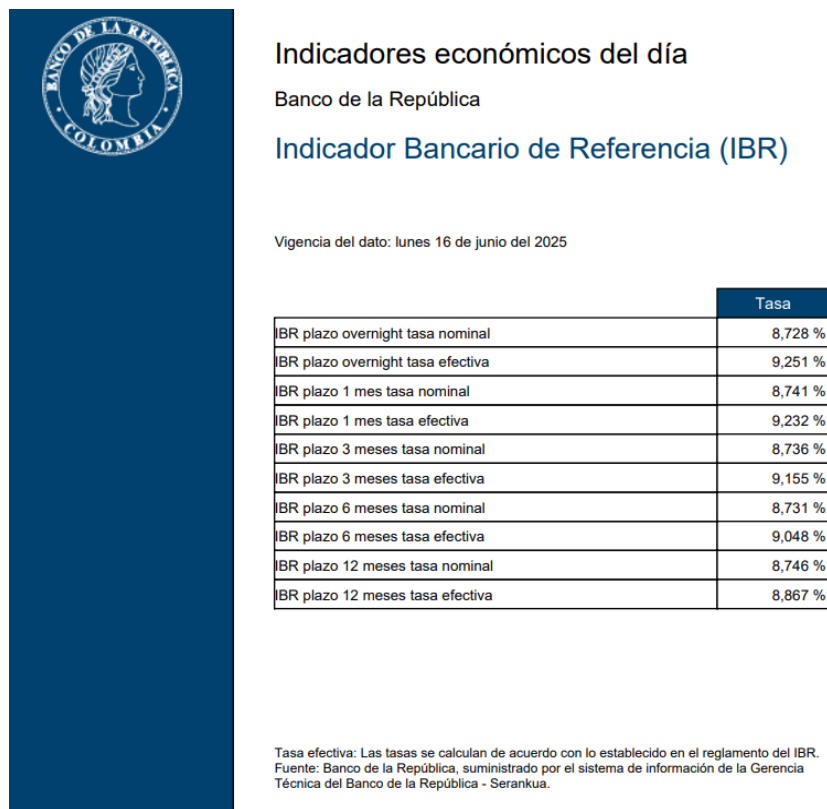 BANCO DE LA REPÚBLICA
COLOMBIA
Indicadores económicos del día
Banco de la República
Indicador Bancario de Referencia (IBR)
Vigencia del dato: lunes 16 de junio del 2025
Tasa
IBR plazo overnight tasa nominal 8,728 %
IBR plazo overnight tasa efectiva 9,251 %
IBR plazo 1 mes tasa nominal 8,741 %
IBR plazo 1 mes tasa efectiva 9,232 %
IBR plazo 3 meses tasa nominal 8,736 %
IBR plazo 3 meses tasa efectiva 9,155 %
IBR plazo 6 meses tasa nominal 8,731 %
IBR plazo 6 meses tasa efectiva 9,048 %
IBR plazo 12 meses tasa nominal 8,746 %
IBR plazo 12 meses tasa efectiva 8,867 %
Tasa efectiva: Las tasas se calculan de acuerdo con lo establecido en el reglamento del IBR.
Fuente: Banco de la República, suministrado por el sistema de información de la Gerencia
Técnica del Banco de la República - Serankua.